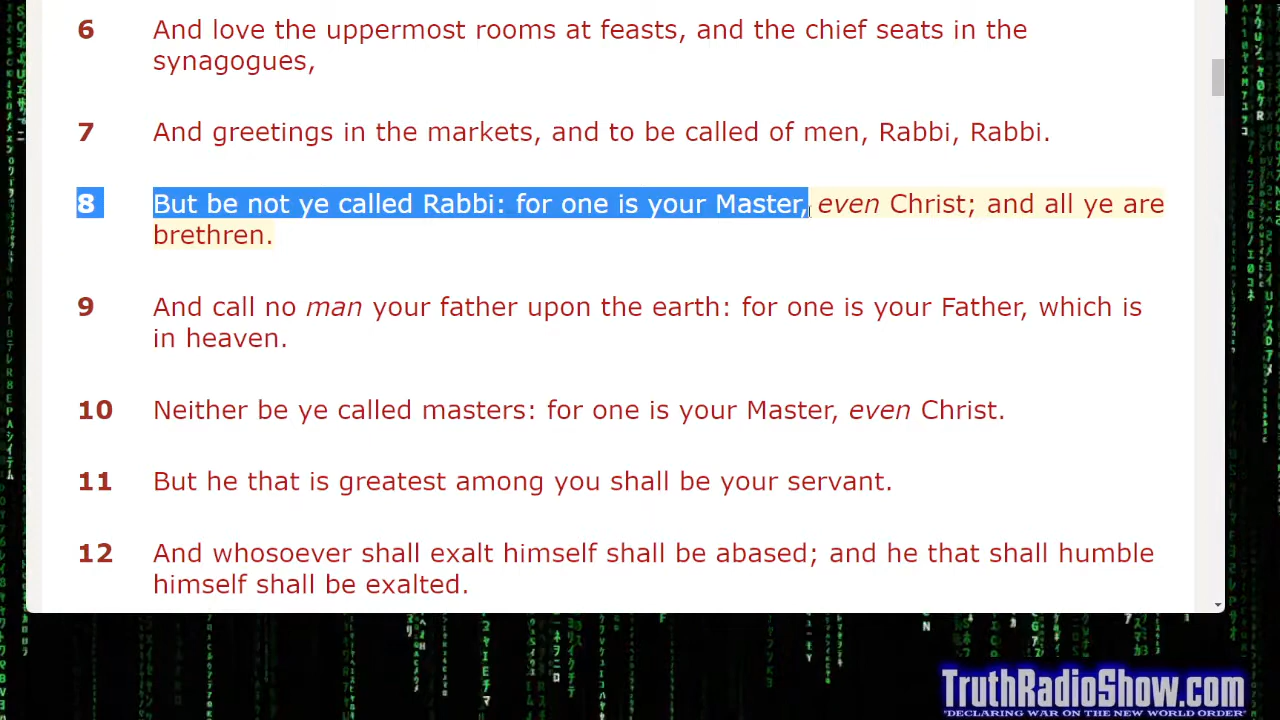 6 And love the uppermost rooms at feasts, and the chief seats in the
synagogues,
7 And greetings in the markets, and to be called of men, Rabbi, Rabbi.
8 But be not ye called Rabbi: for one is your Master, even Christ; and all ye are
brethren.
9 And call no man your father upon the earth: for one is your Father, which is
in heaven.
10 Neither be ye called masters: for one is your Master, even Christ.
11 But he that is greatest among you shall be your servant.
12 And whosoever shall exalt himself shall be abased; and he that shall humble
himself shall be exalted.
TruthRadioShow.com
"DECLARING WAR ON THE NEW WORLD ORDER"